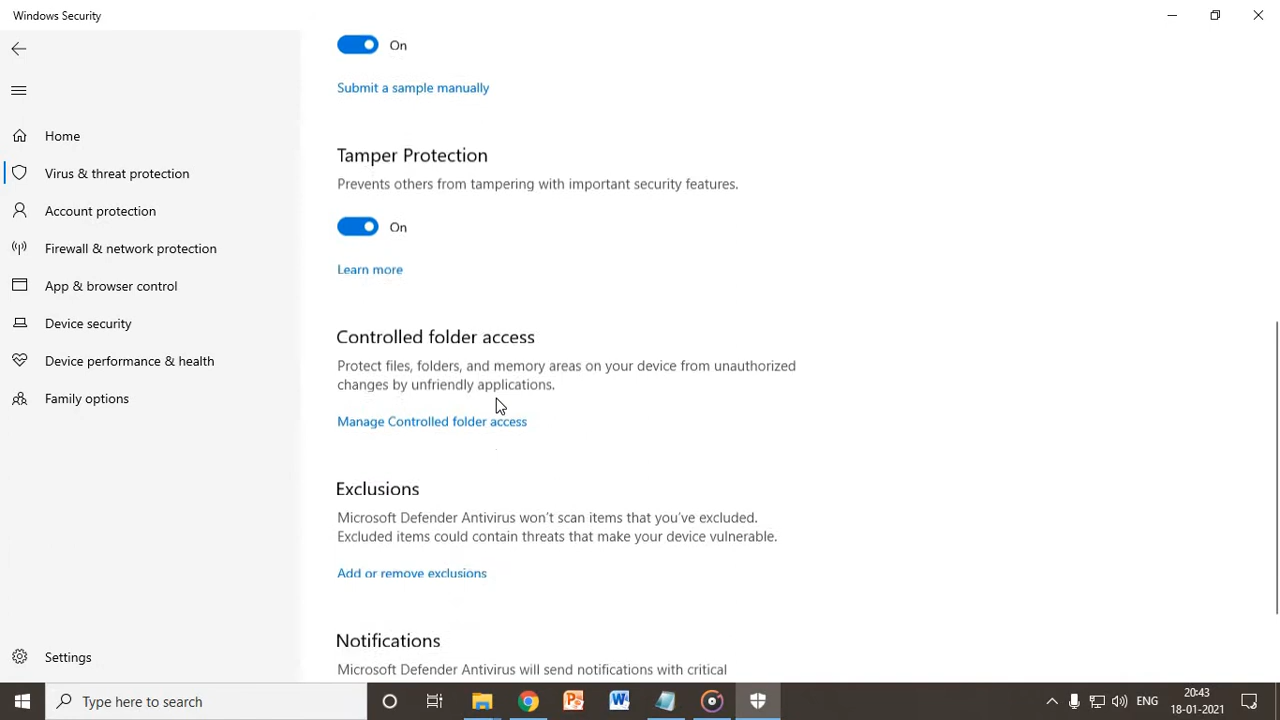 Windows Security
On
Submit a sample manually
Tamper Protection
Prevents others from tampering with important security features.
On
Learn more
Controlled folder access
Protect files, folders, and memory areas on your device from unauthorized
changes by unfriendly applications.
Manage Controlled folder access
Exclusions
Microsoft Defender Antivirus won't scan items that you've excluded.
Excluded items could contain threats that make your device vulnerable.
Add or remove exclusions
Notifications
Microsoft Defender Antivirus will send notifications with critical
Home
Virus & threat protection
Account protection
Firewall & network protection
App & browser control
Device security
Device performance & health
Family options
Settings
Type here to search
ENG
20:43
18-01-2021